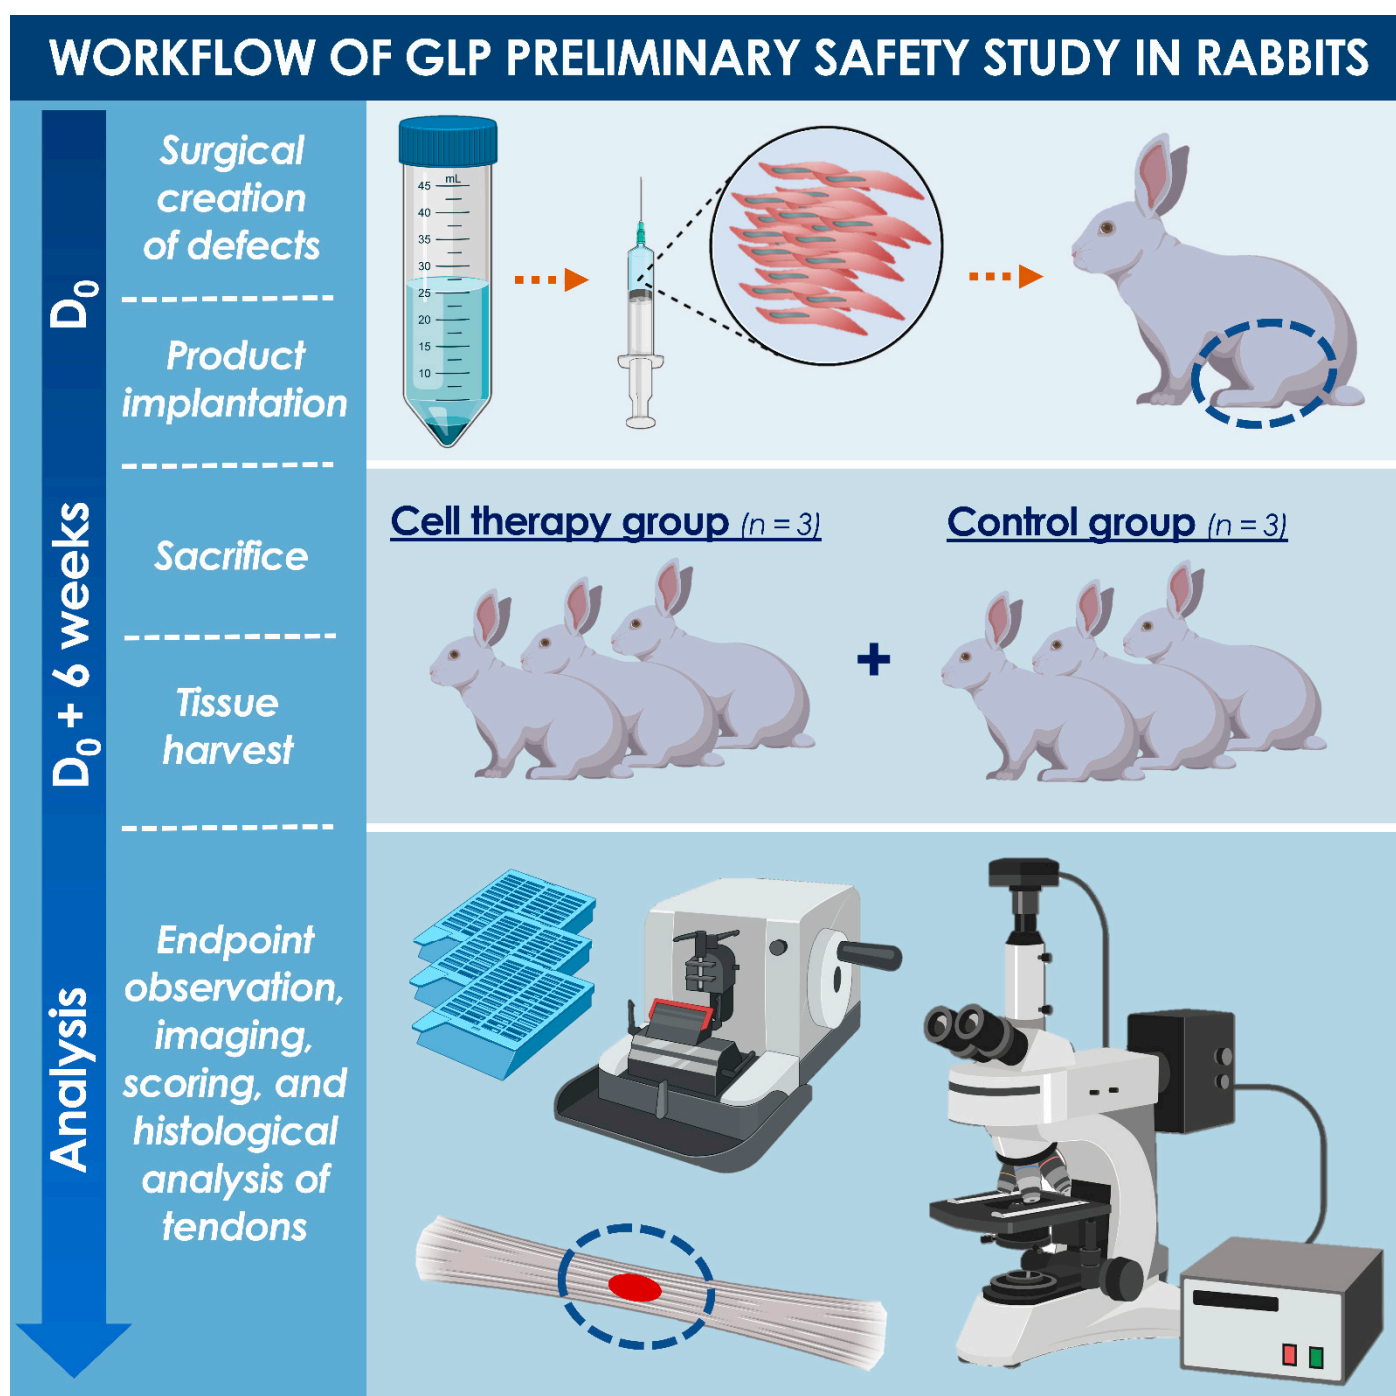 WORKFLOW OF GLP PRELIMINARY SAFETY STUDY IN RABBITS
D0
Surgical
creation
of defects
Product
implantation
mL
45
40
35
30
25
20
15
10
D0 + 6 weeks
Sacrifice
Tissue
harvest
Cell therapy group (n = 3)
+
Control group (n = 3)
Analysis
Endpoint
observation,
imaging,
scoring, and
histological
analysis of
tendons